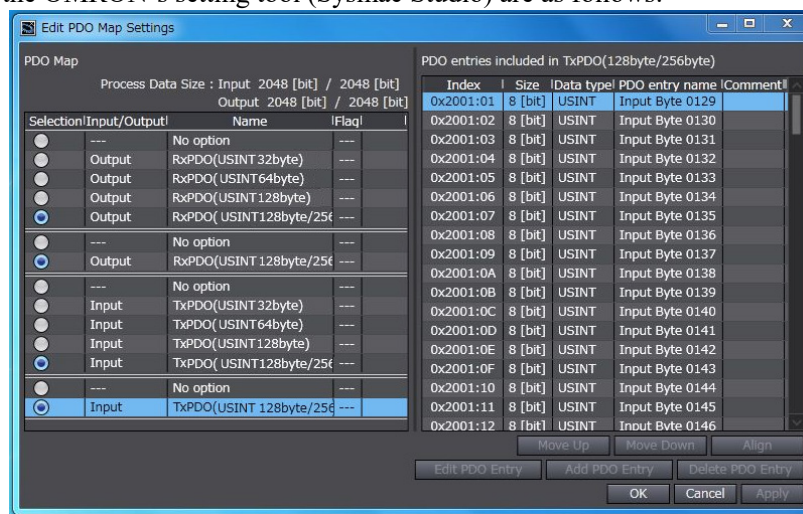 the OMRON's setting tool (Sysmac Studio) are as follows.
Edit PDO Map Settings
PDO Map
Process Data Size : Input 2048 [bit] / 2048 [bit]
Output 2048 [bit] / 2048 [bit]
Selection Input/Output Name Flag
--- No option ---
Output RxPDO(USINT32byte) ---
Output RxPDO(USINT64byte) ---
Output RxPDO(USINT128byte) ---
Output RxPDO( USINT128byte/256 ---
--- No option ---
Output RxPDO(USINT 128byte/256 ---
--- No option ---
Input TxPDO(USINT32byte) ---
Input TxPDO(USINT64byte) ---
Input TxPDO(USINT128byte) ---
Input TxPDO( USINT128byte/256 ---
--- No option ---
Input TxPDO(USINT 128byte/256 ---
PDO entries included in TxPDO(128byte/256byte)
Index Size Data type PDO entry name Comment
0x2001:01 8 [bit] USINT Input Byte 0129
0x2001:02 8 [bit] USINT Input Byte 0130
0x2001:03 8 [bit] USINT Input Byte 0131
0x2001:04 8 [bit] USINT Input Byte 0132
0x2001:05 8 [bit] USINT Input Byte 0133
0x2001:06 8 [bit] USINT Input Byte 0134
0x2001:07 8 [bit] USINT Input Byte 0135
0x2001:08 8 [bit] USINT Input Byte 0136
0x2001:09 8 [bit] USINT Input Byte 0137
0x2001:0A 8 [bit] USINT Input Byte 0138
0x2001:0B 8 [bit] USINT Input Byte 0139
0x2001:0C 8 [bit] USINT Input Byte 0140
0x2001:0D 8 [bit] USINT Input Byte 0141
0x2001:0E 8 [bit] USINT Input Byte 0142
0x2001:0F 8 [bit] USINT Input Byte 0143
0x2001:10 8 [bit] USINT Input Byte 0144
0x2001:11 8 [bit] USINT Input Byte 0145
0x2001:12 8 [bit] USINT Input Byte 0146
Move Up Move Down Align
Edit PDO Entry Add PDO Entry Delete PDO Entry
OK Cancel Apply